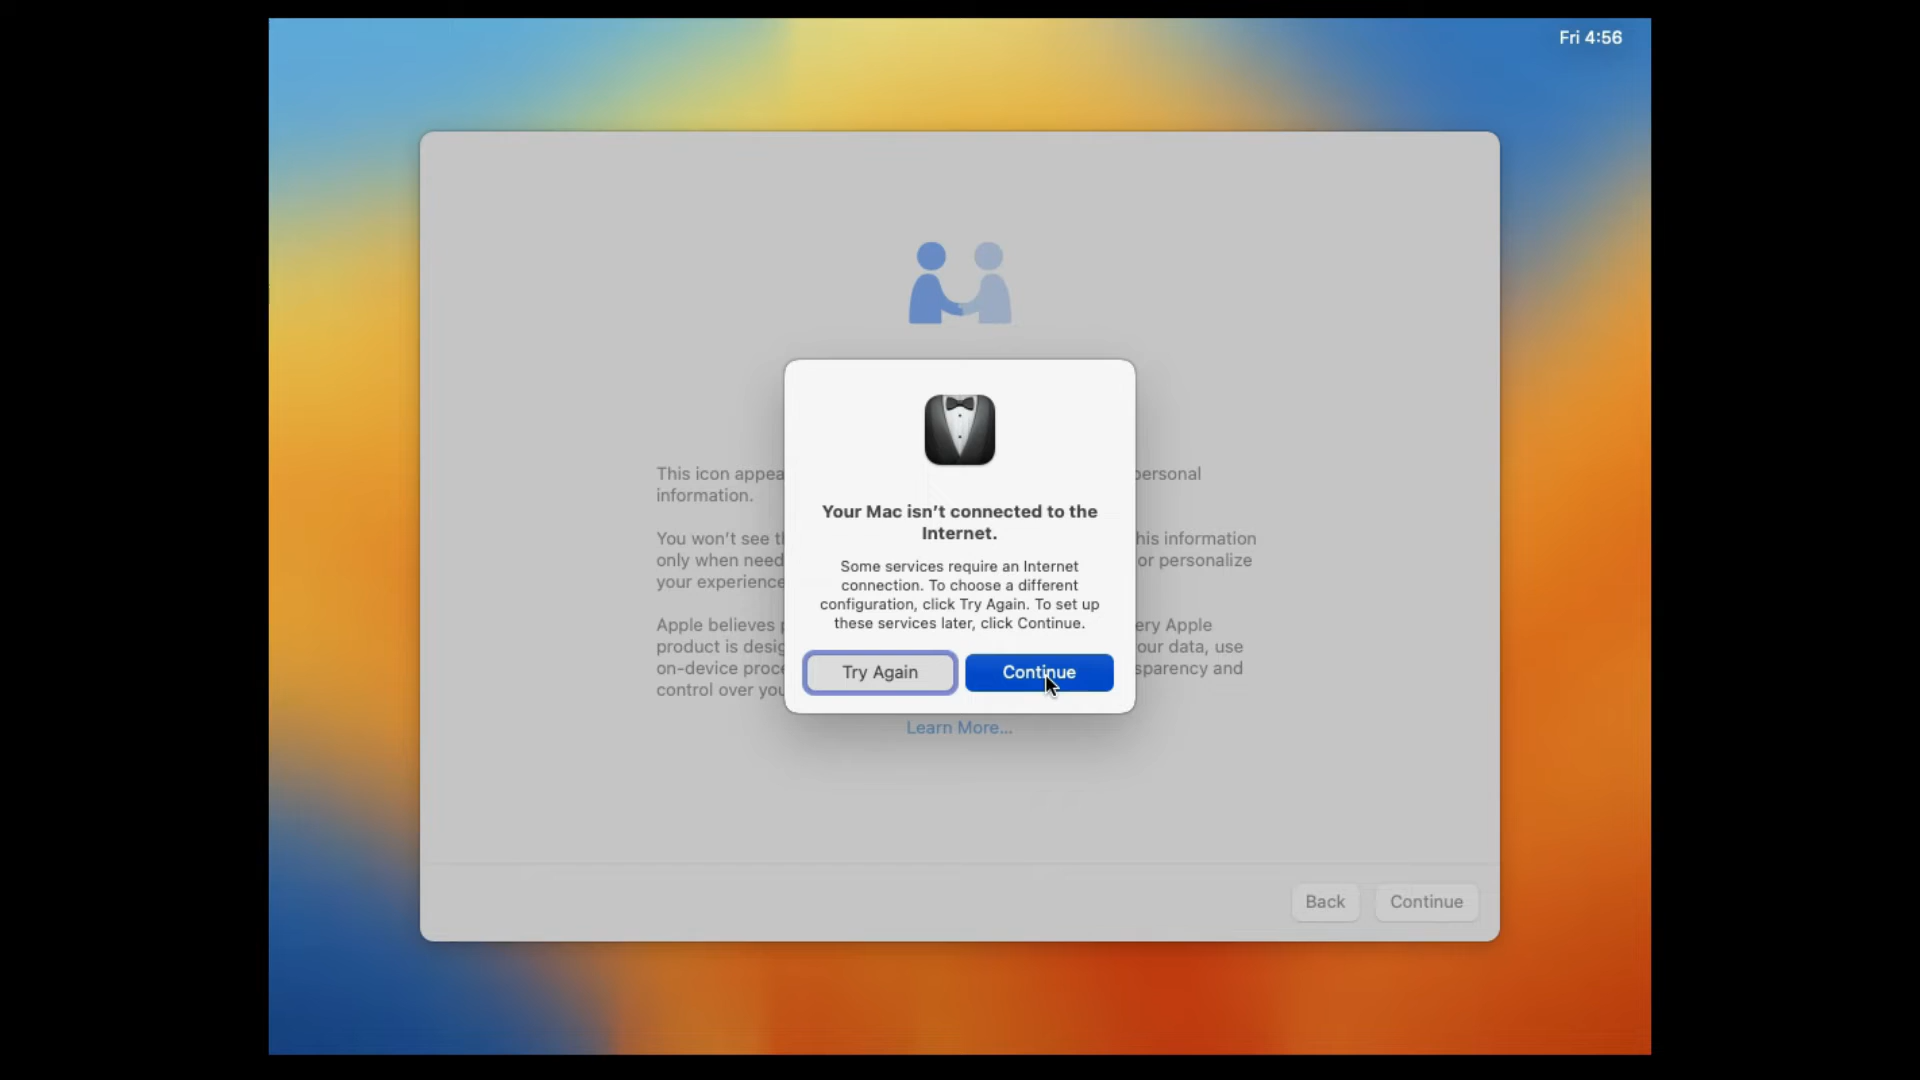 Fri 4:56
This icon appea
personal
information.
You won't see t
his information
only when need
or personalize
your experience
Apple believes
ery Apple
product is desig
our data, use
on-device proce
sparency and
control over you
Your Mac isn't connected to the
Internet.
Some services require an Internet
connection. To choose a different
configuration, click Try Again. To set up
these services later, click Continue.
Try Again
Continue
Learn More...
Back
Continue